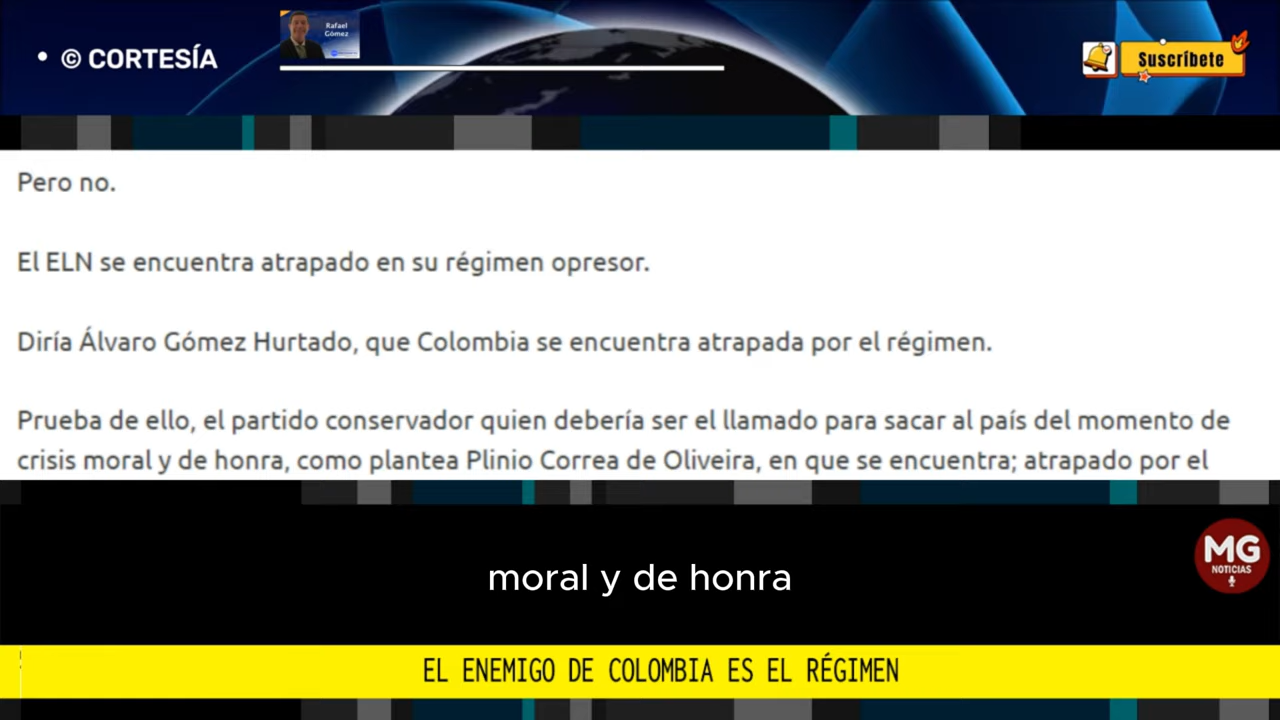 • © CORTESÍA
Rafael
Gómez
Suscríbete
Pero no.
El ELN se encuentra atrapado en su régimen opresor.
Diría Álvaro Gómez Hurtado, que Colombia se encuentra atrapada por el régimen.
Prueba de ello, el partido conservador quien debería ser el llamado para sacar al país del momento de
crisis moral y de honra, como plantea Plinio Correa de Oliveira, en que se encuentra; atrapado por el
MG
NOTICIAS
moral y de honra
EL ENEMIGO DE COLOMBIA ES EL RÉGIMEN